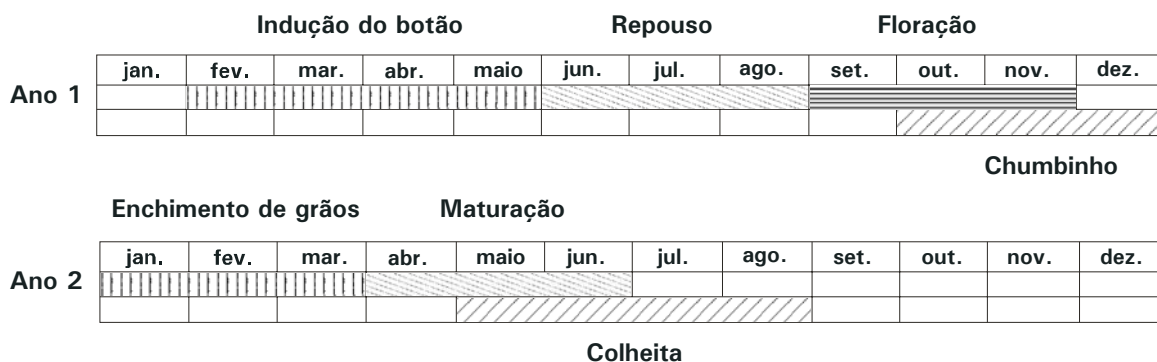 Indução do botão Repouso Floração
jan. fev. mar. abr. maio jun. jul. ago. set. out. nov. dez.
Ano 1
Chumbinho
Enchimento de grãos Maturação
jan. fev. mar. abr. maio jun. jul. ago. set. out. nov. dez.
Ano 2
Colheita